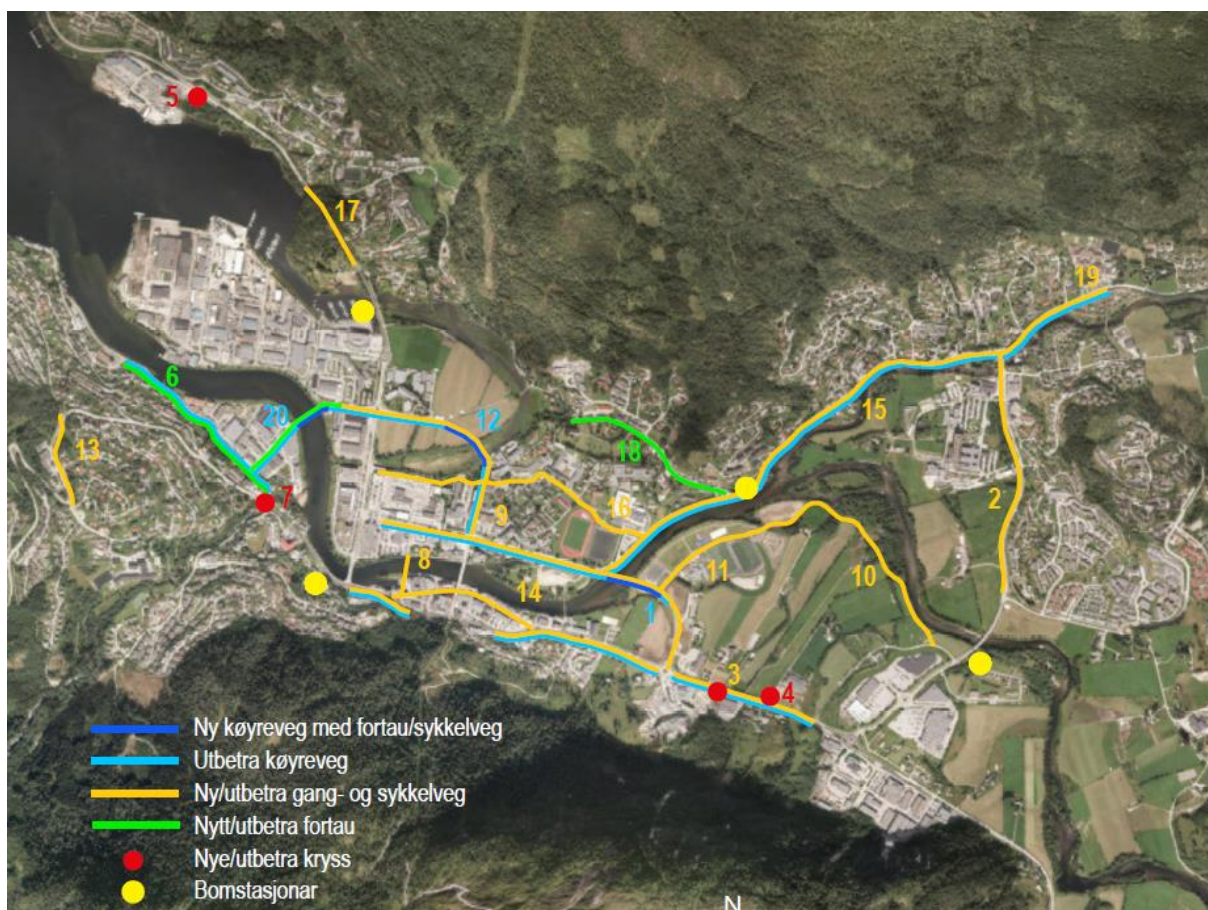 5
17
19
6
20
12
15
13
18
7
9
16
2
8
11
10
14
1
3
4
Ny køyreveg med fortau/sykkelveg
Utbetra køyreveg
Ny/utbetra gang- og sykkelveg
Nytt/utbetra fortau
Nye/utbetra kryss
Bomstasjonar
N